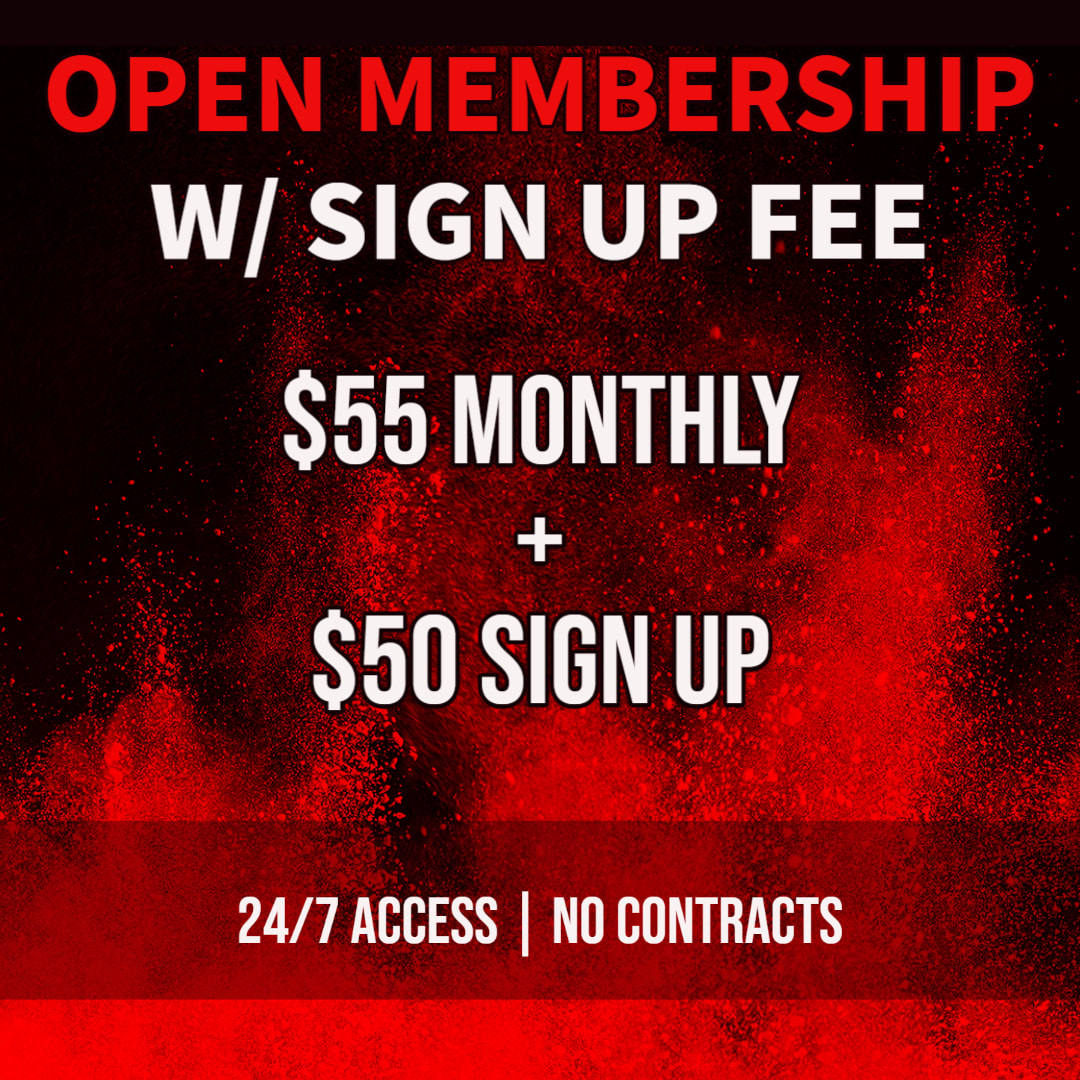 OPEN MEMBERSHIP
W/ SIGN UP FEE
$55 MONTHLY
+
$50 SIGN UP
24/7 ACCESS | NO CONTRACTS